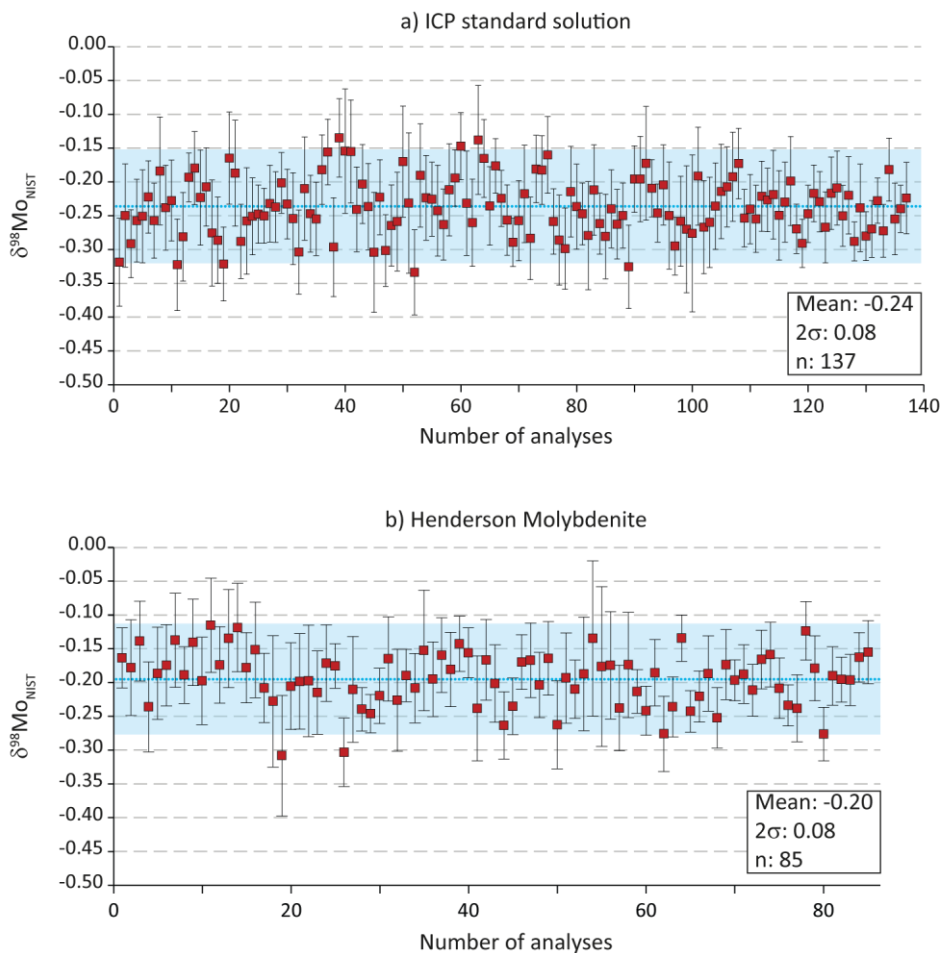 a) ICP standard solution
0.00
-0.05
-0.10
-0.15
-0.20
-0.25
-0.30
-0.35
-0.40
-0.45
-0.50
δ⁹⁸Mo_NIST
Mean: -0.24
2σ: 0.08
n: 137
0 20 40 60 80 100 120 140
Number of analyses
b) Henderson Molybdenite
0.00
-0.05
-0.10
-0.15
-0.20
-0.25
-0.30
-0.35
-0.40
-0.45
-0.50
δ⁹⁸Mo_NIST
Mean: -0.20
2σ: 0.08
n: 85
0 20 40 60 80
Number of analyses